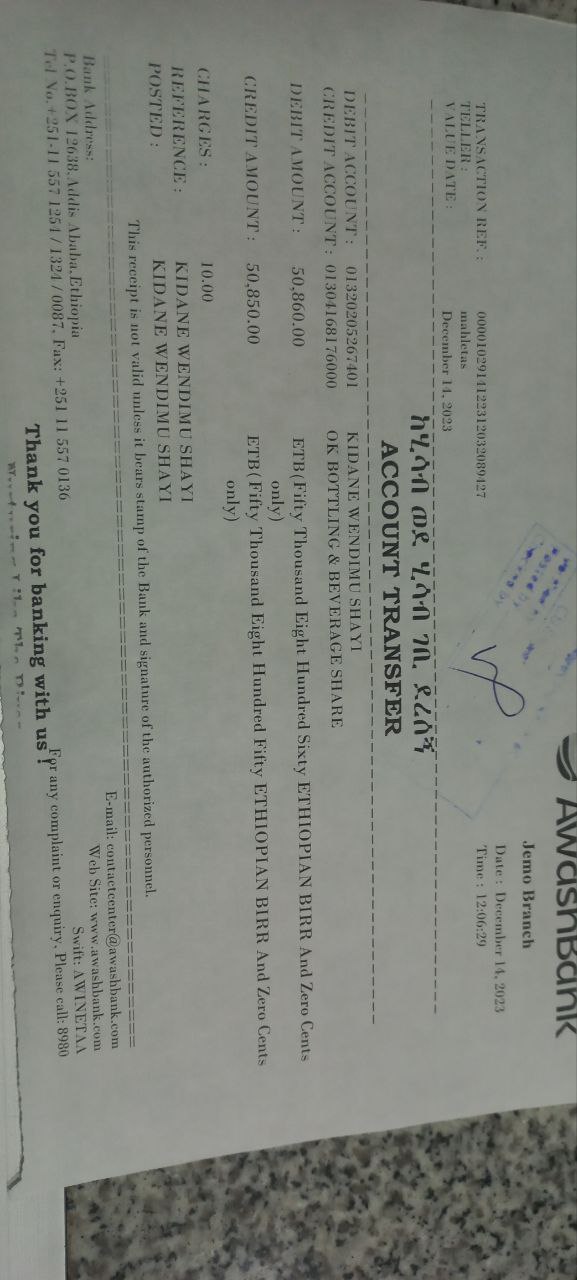 AwashBank
Jemo Branch
Date : December 14, 2023
Time : 12:06:29
TRANSACTION REF. : 0000102914122312032089427
TELLER : mahletas
VALUE DATE : December 14, 2023
ከሂሳብ ወደ ሂሳብ ገቢ ደረሰኝ
ACCOUNT TRANSFER
DEBIT ACCOUNT : 01320205267401 KIDANE WENDIMU SHAYI
CREDIT ACCOUNT : 01304168176000 OK BOTTLING & BEVERAGE SHARE
DEBIT AMOUNT : 50,860.00 ETB(Fifty Thousand Eight Hundred Sixty ETHIOPIAN BIRR And Zero Cents
only)
CREDIT AMOUNT : 50,850.00 ETB(Fifty Thousand Eight Hundred Fifty ETHIOPIAN BIRR And Zero Cents
only)
CHARGES : 10.00
REFERENCE : KIDANE WENDIMU SHAYI
POSTED : KIDANE WENDIMU SHAYI
This receipt is not valid unless it bears stamp of the Bank and signature of the authorized personnel.
Bank Address:
P.O.BOX 12638,Addis Ababa,Ethiopia
Tel No.+251-11 557 1254 / 1324 / 0087, Fax: +251 11 557 0136
E-mail: contactcenter@awashbank.com
Web Site: www.awashbank.com
Swift: AWINETAA
For any complaint or enquiry, Please call: 8980
Thank you for banking with us !